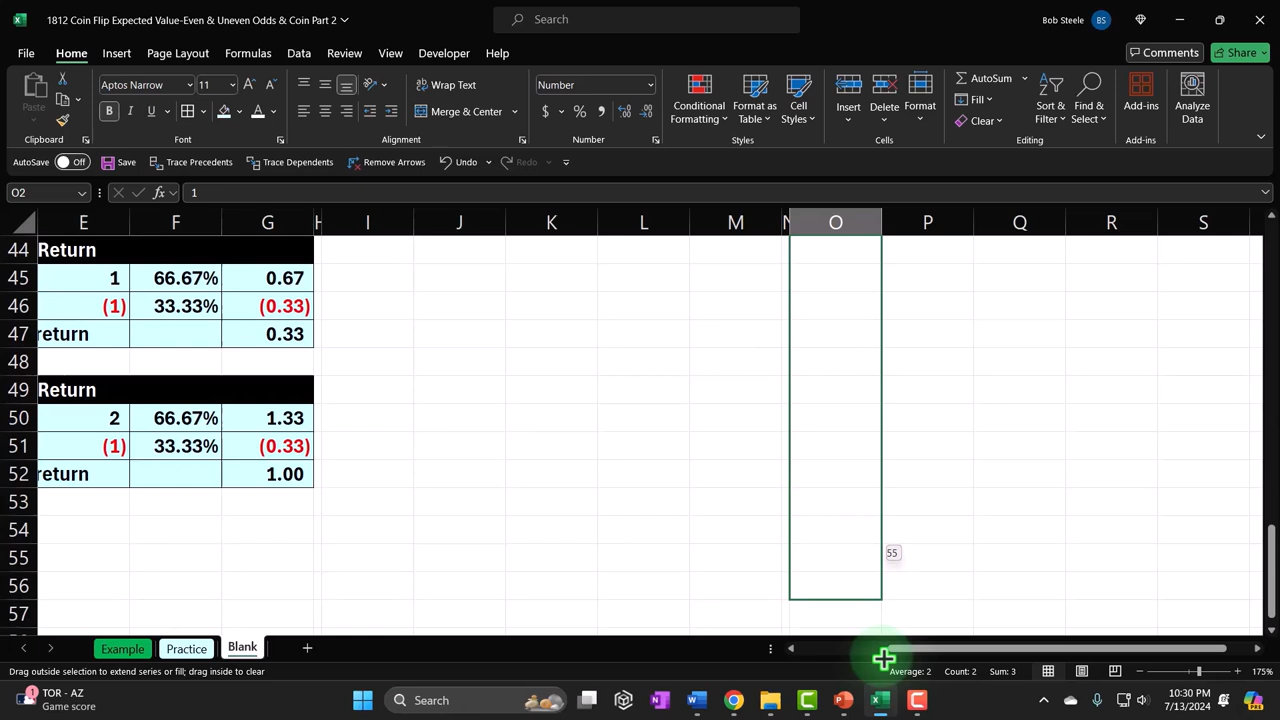 1812 Coin Flip Expected Value-Even & Uneven Odds & Coin Part 2
Search
Bob Steele
BS
File Home Insert Page Layout Formulas Data Review View Developer Help
Comments
Share
Paste
Clipboard
Aptos Narrow
11
B I U
Font
Wrap Text
Merge & Center
Alignment
Number
Number
Conditional Formatting
Format as Table
Cell Styles
Styles
Insert
Delete
Format
Cells
AutoSum
Fill
Clear
Sort & Filter
Find & Select
Editing
Add-ins
Add-ins
Analyze Data
AutoSave Off Save Trace Precedents Trace Dependents Remove Arrows Undo Redo
O2 fx 1
E F G H I J K L M N O P Q R S
44 Return
45 1 66.67% 0.67
46 (1) 33.33% (0.33)
47 return 0.33
48
49 Return
50 2 66.67% 1.33
51 (1) 33.33% (0.33)
52 return 1.00
53
54
55 55
56
57
Example Practice Blank
Drag outside selection to extend series or fill; drag inside to clear
Average: 2 Count: 2 Sum: 3
175%
1
TOR - AZ
Game score
Search
10:30 PM
7/13/2024